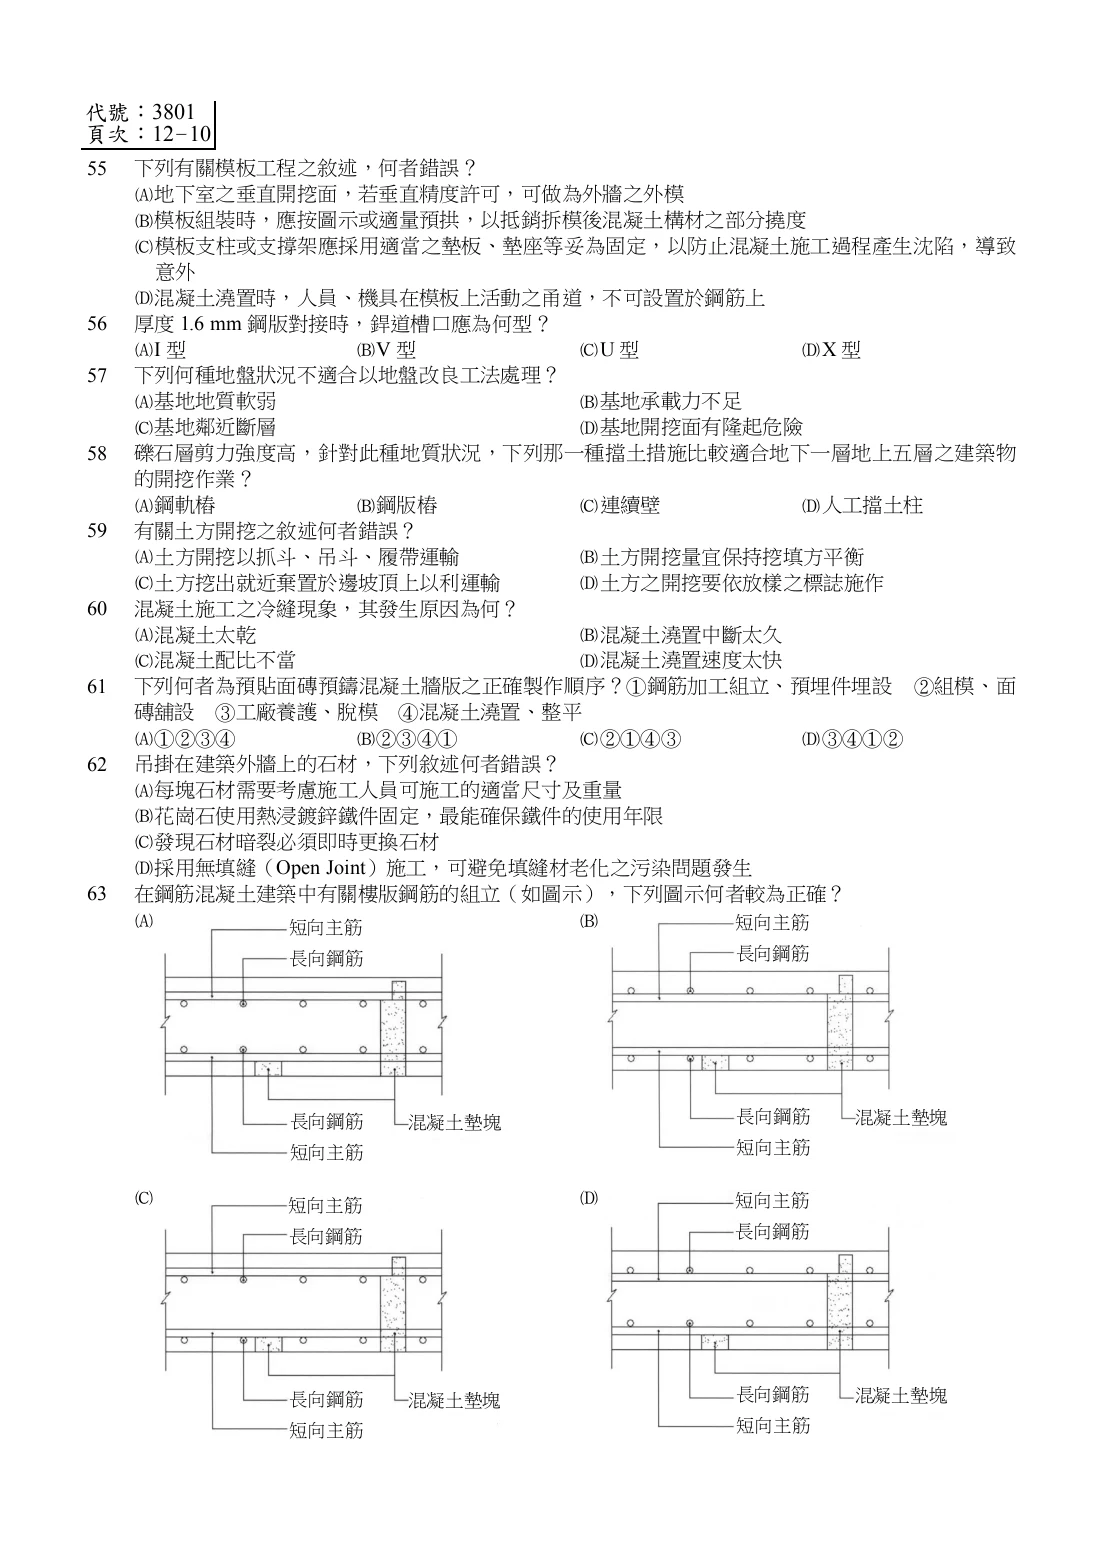 代號：3801
頁次：12－10
55 下列有關模板工程之敘述，何者錯誤？
(A)地下室之垂直開挖面，若垂直精度許可，可做為外牆之外模
(B)模板組裝時，應按圖示或適量預拱，以抵銷拆模後混凝土構材之部分撓度
(C)模板支柱或支撐架應採用適當之墊板、墊座等妥為固定，以防止混凝土施工過程產生沈陷，導致
意外
(D)混凝土澆置時，人員、機具在模板上活動之甬道，不可設置於鋼筋上
56 厚度 1.6 mm 鋼版對接時，銲道槽口應為何型？
(A)I 型 (B)V 型 (C)U 型 (D)X 型
57 下列何種地盤狀況不適合以地盤改良工法處理？
(A)基地地質軟弱 (B)基地承載力不足
(C)基地鄰近斷層 (D)基地開挖面有隆起危險
58 礫石層剪力強度高，針對此種地質狀況，下列那一種擋土措施比較適合地下一層地上五層之建築物
的開挖作業？
(A)鋼軌樁 (B)鋼版樁 (C)連續壁 (D)人工擋土柱
59 有關土方開挖之敘述何者錯誤？
(A)土方開挖以抓斗、吊斗、履帶運輸 (B)土方開挖量宜保持挖填方平衡
(C)土方挖出就近棄置於邊坡頂上以利運輸 (D)土方之開挖要依放樣之標誌施作
60 混凝土施工之冷縫現象，其發生原因為何？
(A)混凝土太乾 (B)混凝土澆置中斷太久
(C)混凝土配比不當 (D)混凝土澆置速度太快
61 下列何者為預貼面磚預鑄混凝土牆版之正確製作順序？①鋼筋加工組立、預埋件埋設 ②組模、面
磚舖設 ③工廠養護、脫模 ④混凝土澆置、整平
(A)①②③④ (B)②③④① (C)②①④③ (D)③④①②
62 吊掛在建築外牆上的石材，下列敘述何者錯誤？
(A)每塊石材需要考慮施工人員可施工的適當尺寸及重量
(B)花崗石使用熱浸鍍鋅鐵件固定，最能確保鐵件的使用年限
(C)發現石材暗裂必須即時更換石材
(D)採用無填縫（Open Joint）施工，可避免填縫材老化之污染問題發生
63 在鋼筋混凝土建築中有關樓版鋼筋的組立（如圖示），下列圖示何者較為正確？
(A) 短向主筋
長向鋼筋
長向鋼筋 混凝土墊塊
短向主筋
(B) 短向主筋
長向鋼筋
長向鋼筋 混凝土墊塊
短向主筋
(C) 短向主筋
長向鋼筋
長向鋼筋 混凝土墊塊
短向主筋
(D) 短向主筋
長向鋼筋
長向鋼筋 混凝土墊塊
短向主筋